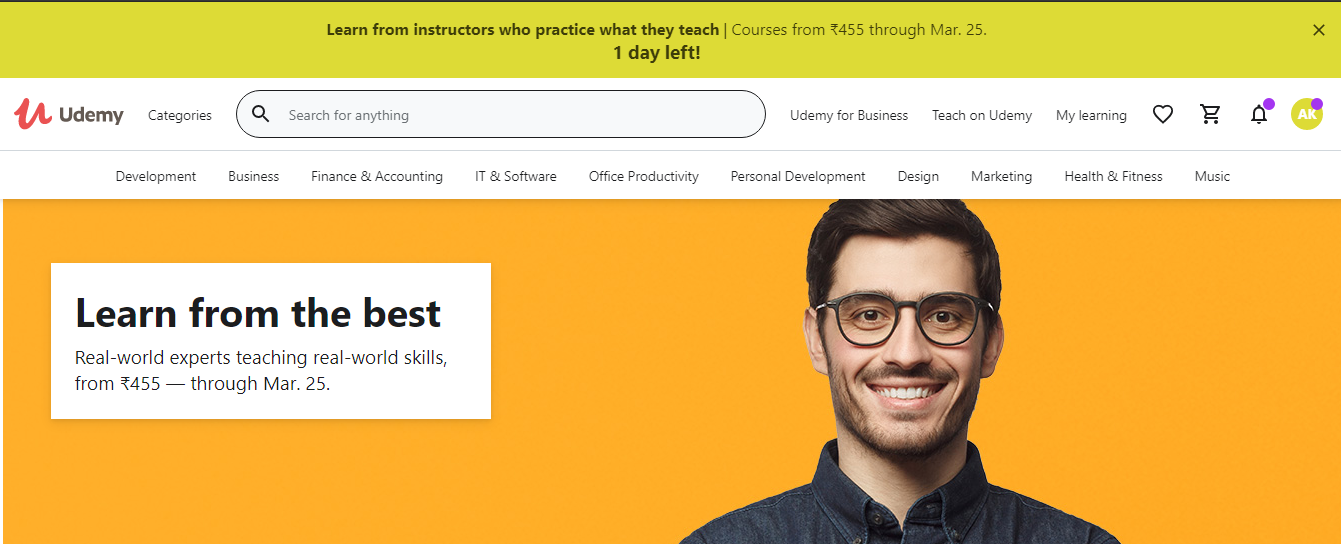 Learn from instructors who practice what they teach | Courses from ₹455 through Mar. 25.
1 day left!
Udemy
Categories
Search for anything
Udemy for Business
Teach on Udemy
My learning
AK
Development
Business
Finance & Accounting
IT & Software
Office Productivity
Personal Development
Design
Marketing
Health & Fitness
Music
Learn from the best
Real-world experts teaching real-world skills,
from ₹455 — through Mar. 25.